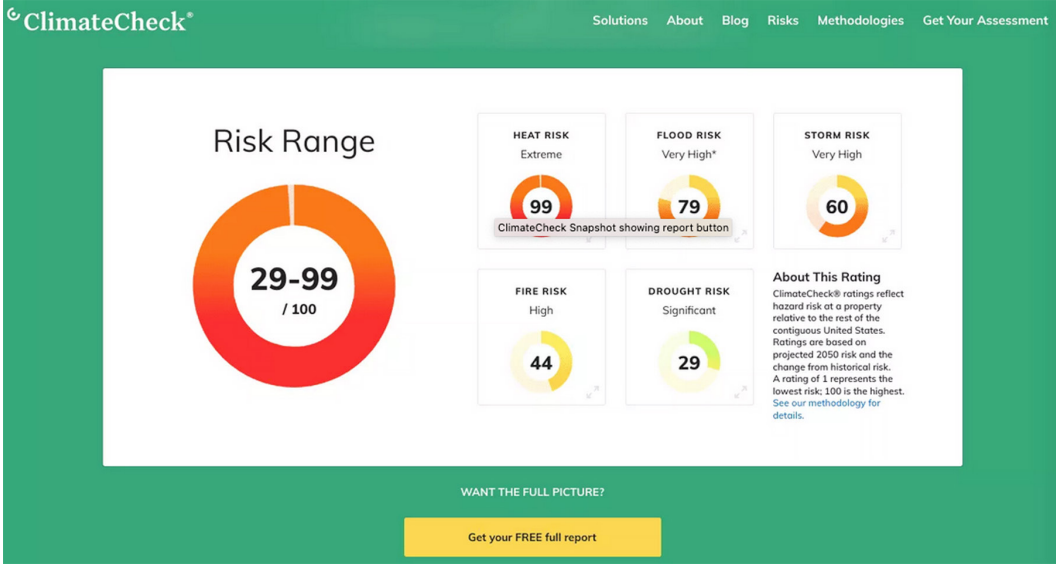 ClimateCheck®
Solutions About Blog Risks Methodologies Get Your Assessment
Risk Range
29-99
/ 100
HEAT RISK
Extreme
99
FLOOD RISK
Very High*
79
STORM RISK
Very High
60
ClimateCheck Snapshot showing report button
FIRE RISK
High
44
DROUGHT RISK
Significant
29
About This Rating
ClimateCheck® ratings reflect
hazard risk at a property
relative to the rest of the
contiguous United States.
Ratings are based on
projected 2050 risk and the
change from historical risk.
A rating of 1 represents the
lowest risk; 100 is the highest.
See our methodology for
details.
WANT THE FULL PICTURE?
Get your FREE full report